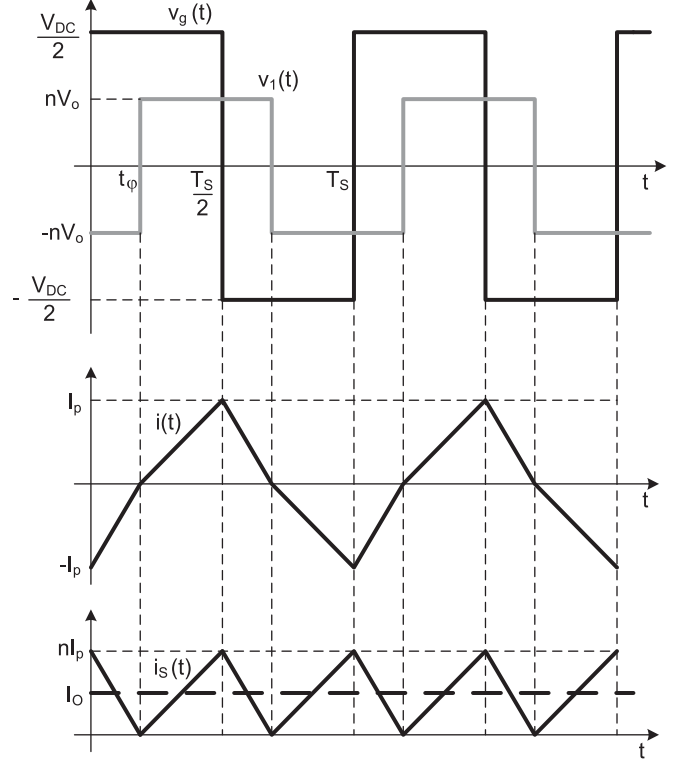 V_DC/2
v_g(t)
nV_o
v_1(t)
t_φ
T_S/2
T_S
t
-nV_o
- V_DC/2
I_p
i(t)
t
-I_p
nI_p
i_S(t)
I_O
t